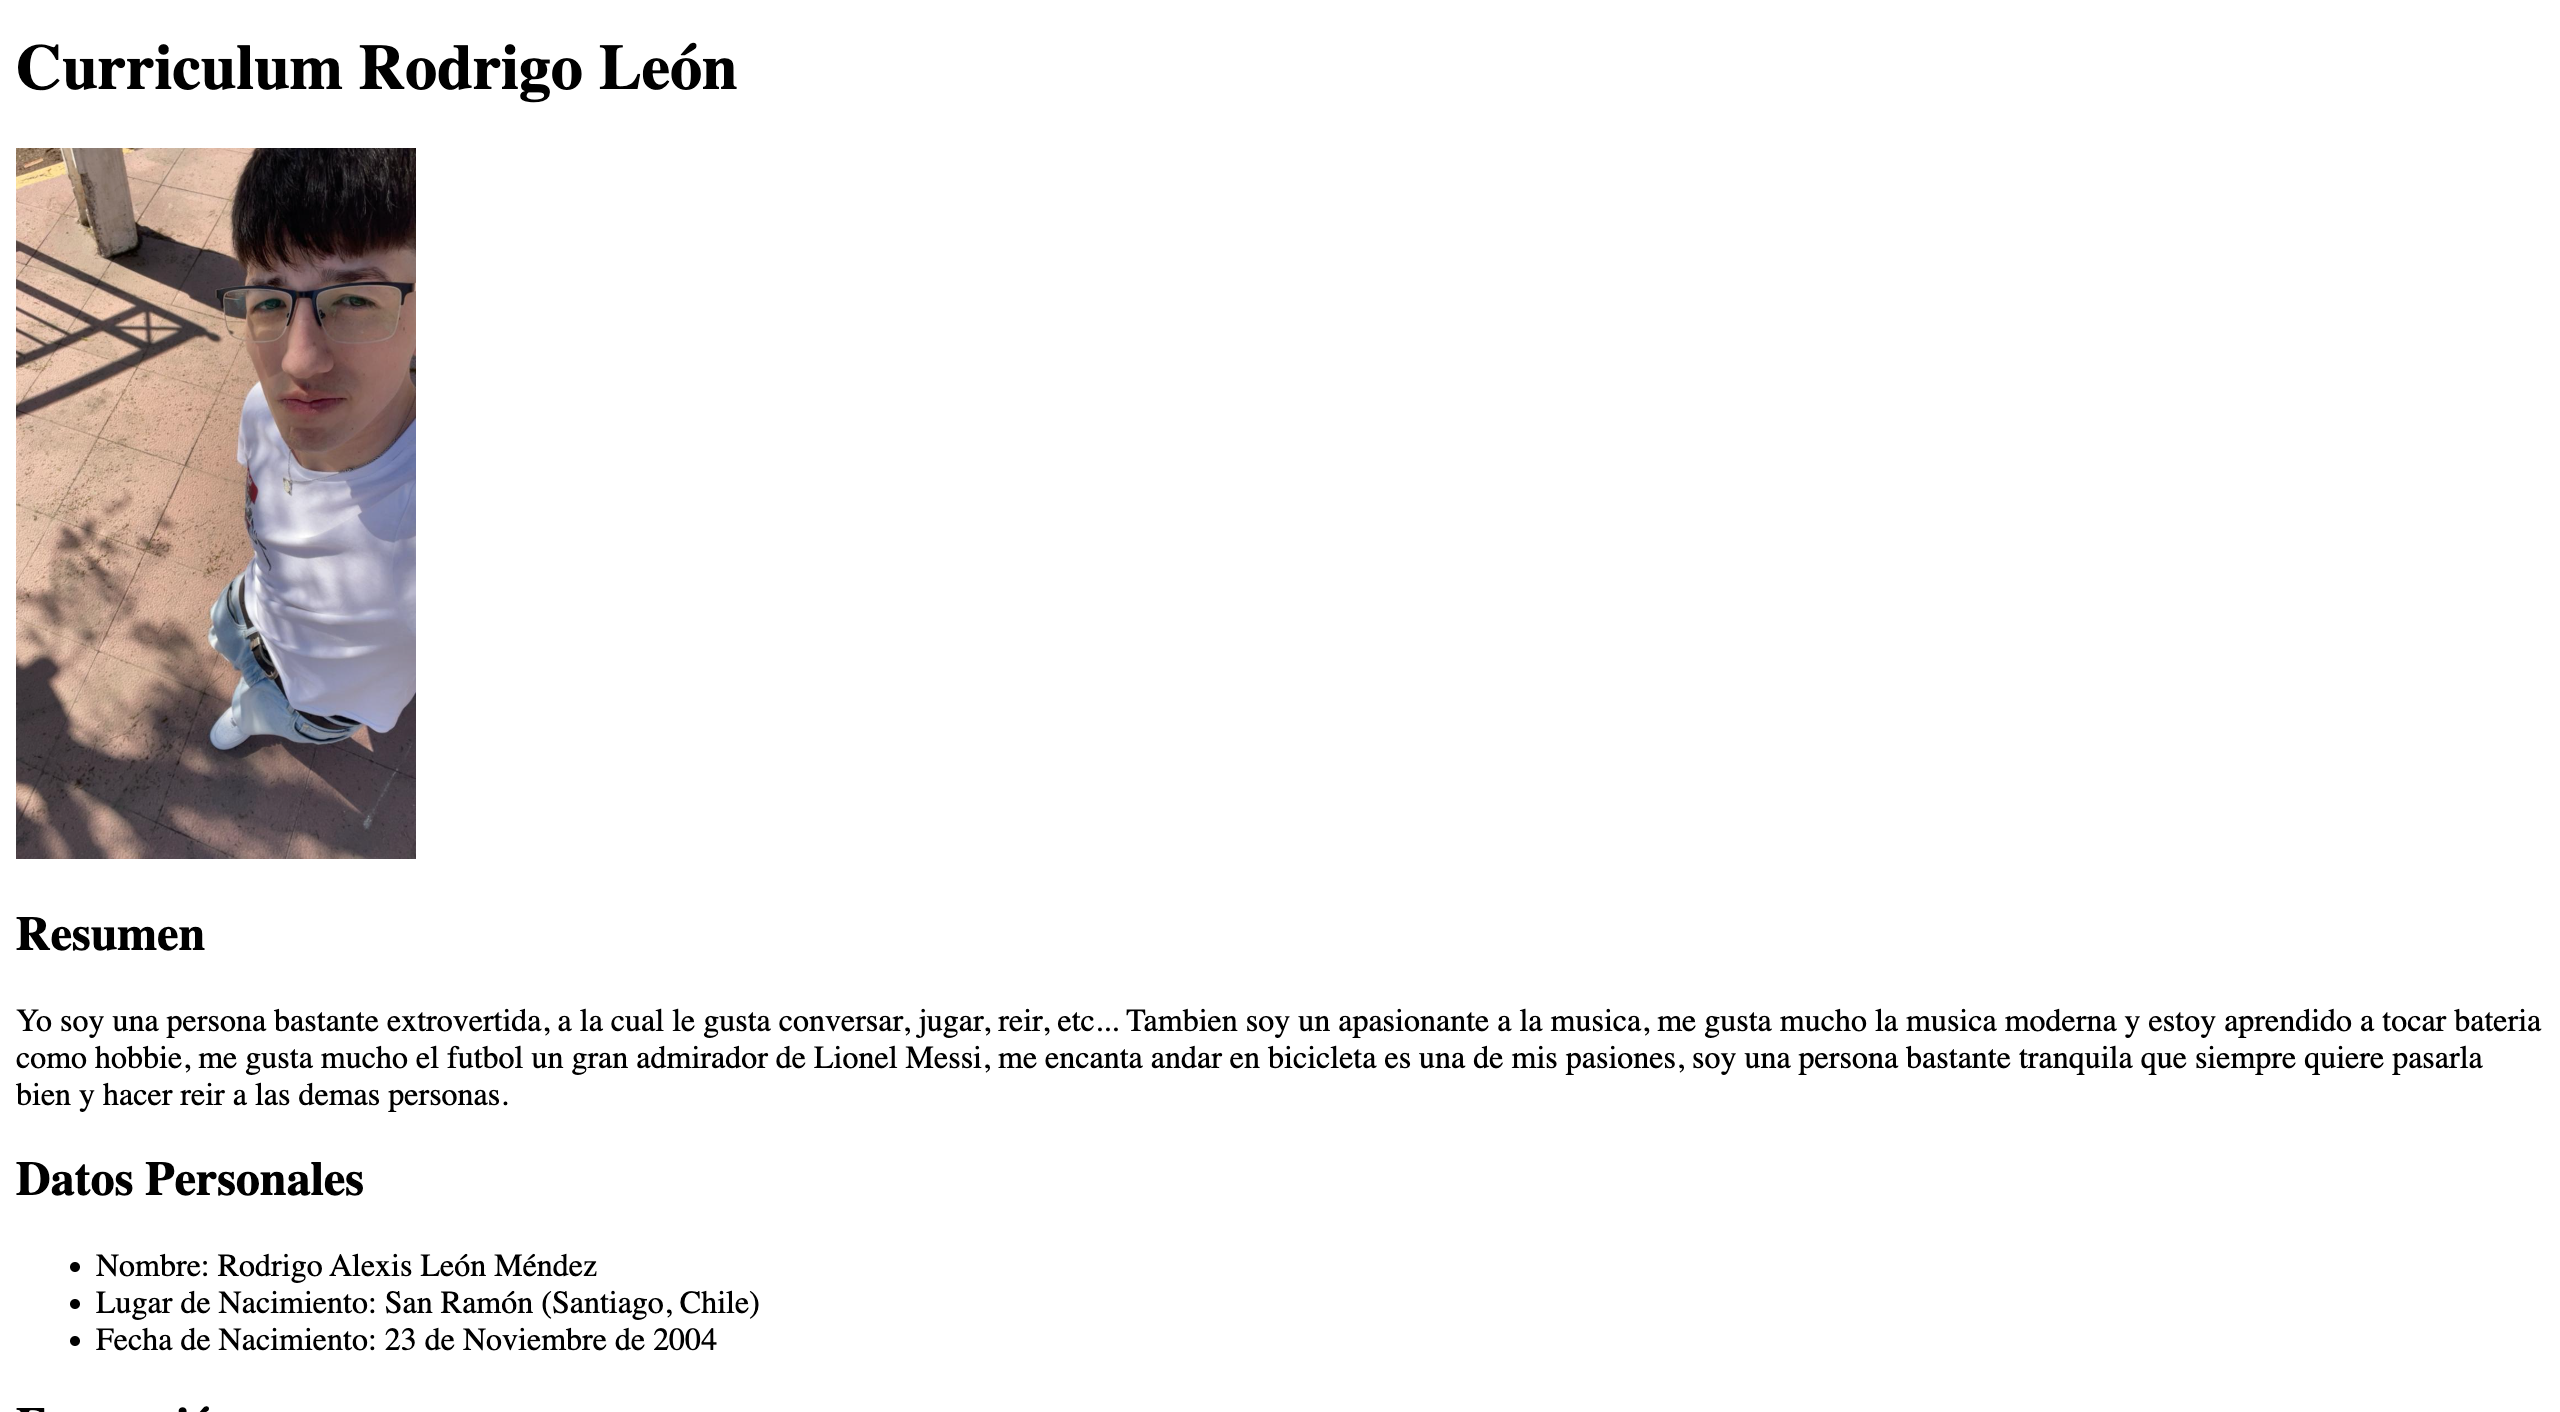 Curriculum Rodrigo León
Resumen
Yo soy una persona bastante extrovertida, a la cual le gusta conversar, jugar, reir, etc... Tambien soy un apasionante a la musica, me gusta mucho la musica moderna y estoy aprendido a tocar bateria
como hobbie, me gusta mucho el futbol un gran admirador de Lionel Messi, me encanta andar en bicicleta es una de mis pasiones, soy una persona bastante tranquila que siempre quiere pasarla
bien y hacer reir a las demas personas.
Datos Personales
• Nombre: Rodrigo Alexis León Méndez
• Lugar de Nacimiento: San Ramón (Santiago, Chile)
• Fecha de Nacimiento: 23 de Noviembre de 2004